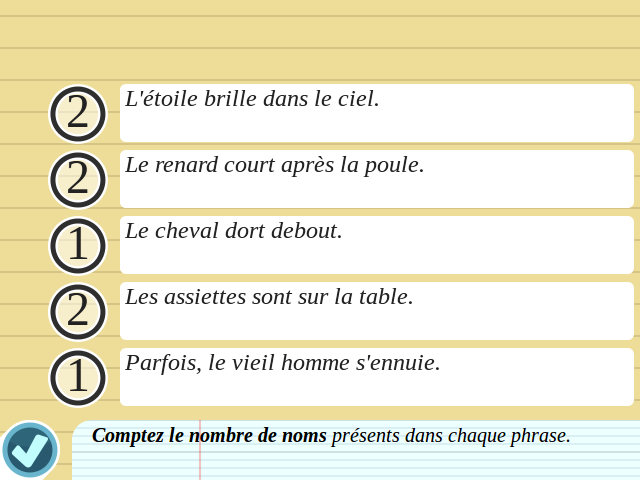 2 L'étoile brille dans le ciel.
2 Le renard court après la poule.
1 Le cheval dort debout.
2 Les assiettes sont sur la table.
1 Parfois, le vieil homme s'ennuie.
Comptez le nombre de noms présents dans chaque phrase.